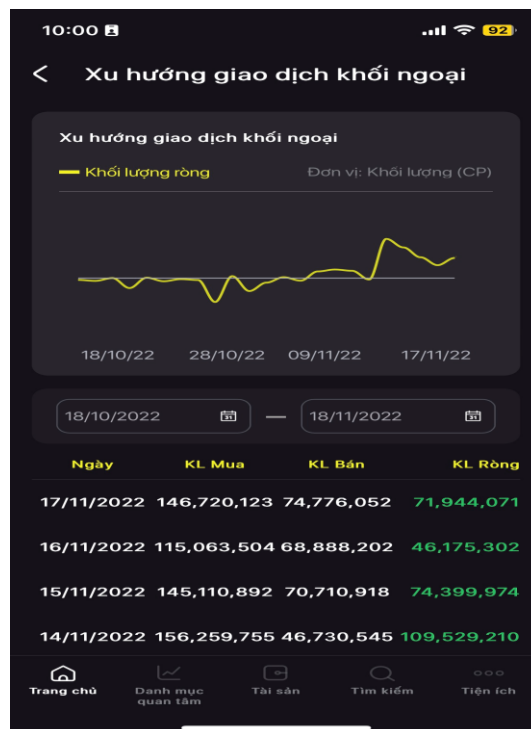 10:00
92
Xu hướng giao dịch khối ngoại
Xu hướng giao dịch khối ngoại
Khối lượng ròng Đơn vị: Khối lượng (CP)
18/10/22 28/10/22 09/11/22 17/11/22
18/10/2022 31 — 18/11/2022 31
Ngày KL Mua KL Bán KL Ròng
17/11/2022 146,720,123 74,776,052 71,944,071
16/11/2022 115,063,504 68,888,202 46,175,302
15/11/2022 145,110,892 70,710,918 74,399,974
14/11/2022 156,259,755 46,730,545 109,529,210
Trang chủ Danh mục quan tâm Tài sản Tìm kiếm Tiện ích